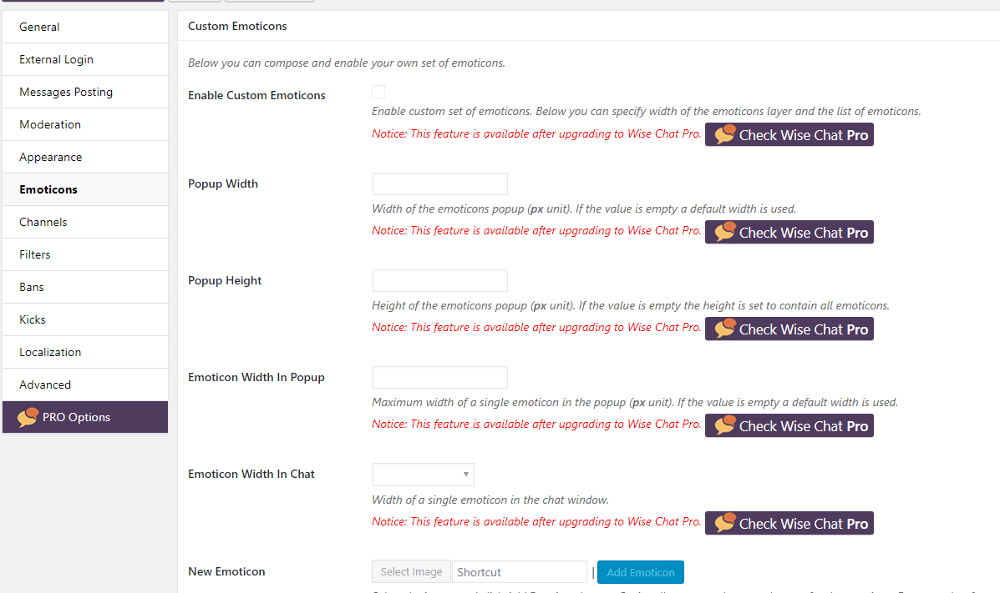 General
External Login
Messages Posting
Moderation
Appearance
Emoticons
Channels
Filters
Bans
Kicks
Localization
Advanced
PRO Options
Custom Emoticons
Below you can compose and enable your own set of emoticons.
Enable Custom Emoticons
Enable custom set of emoticons. Below you can specify width of the emoticons layer and the list of emoticons.
Notice: This feature is available after upgrading to Wise Chat Pro. Check Wise Chat Pro
Popup Width
Width of the emoticons popup (px unit). If the value is empty a default width is used.
Notice: This feature is available after upgrading to Wise Chat Pro. Check Wise Chat Pro
Popup Height
Height of the emoticons popup (px unit). If the value is empty the height is set to contain all emoticons.
Notice: This feature is available after upgrading to Wise Chat Pro. Check Wise Chat Pro
Emoticon Width In Popup
Maximum width of a single emoticon in the popup (px unit). If the value is empty a default width is used.
Notice: This feature is available after upgrading to Wise Chat Pro. Check Wise Chat Pro
Emoticon Width In Chat
Width of a single emoticon in the chat window.
Notice: This feature is available after upgrading to Wise Chat Pro. Check Wise Chat Pro
New Emoticon Select Image Shortcut | Add Emoticon